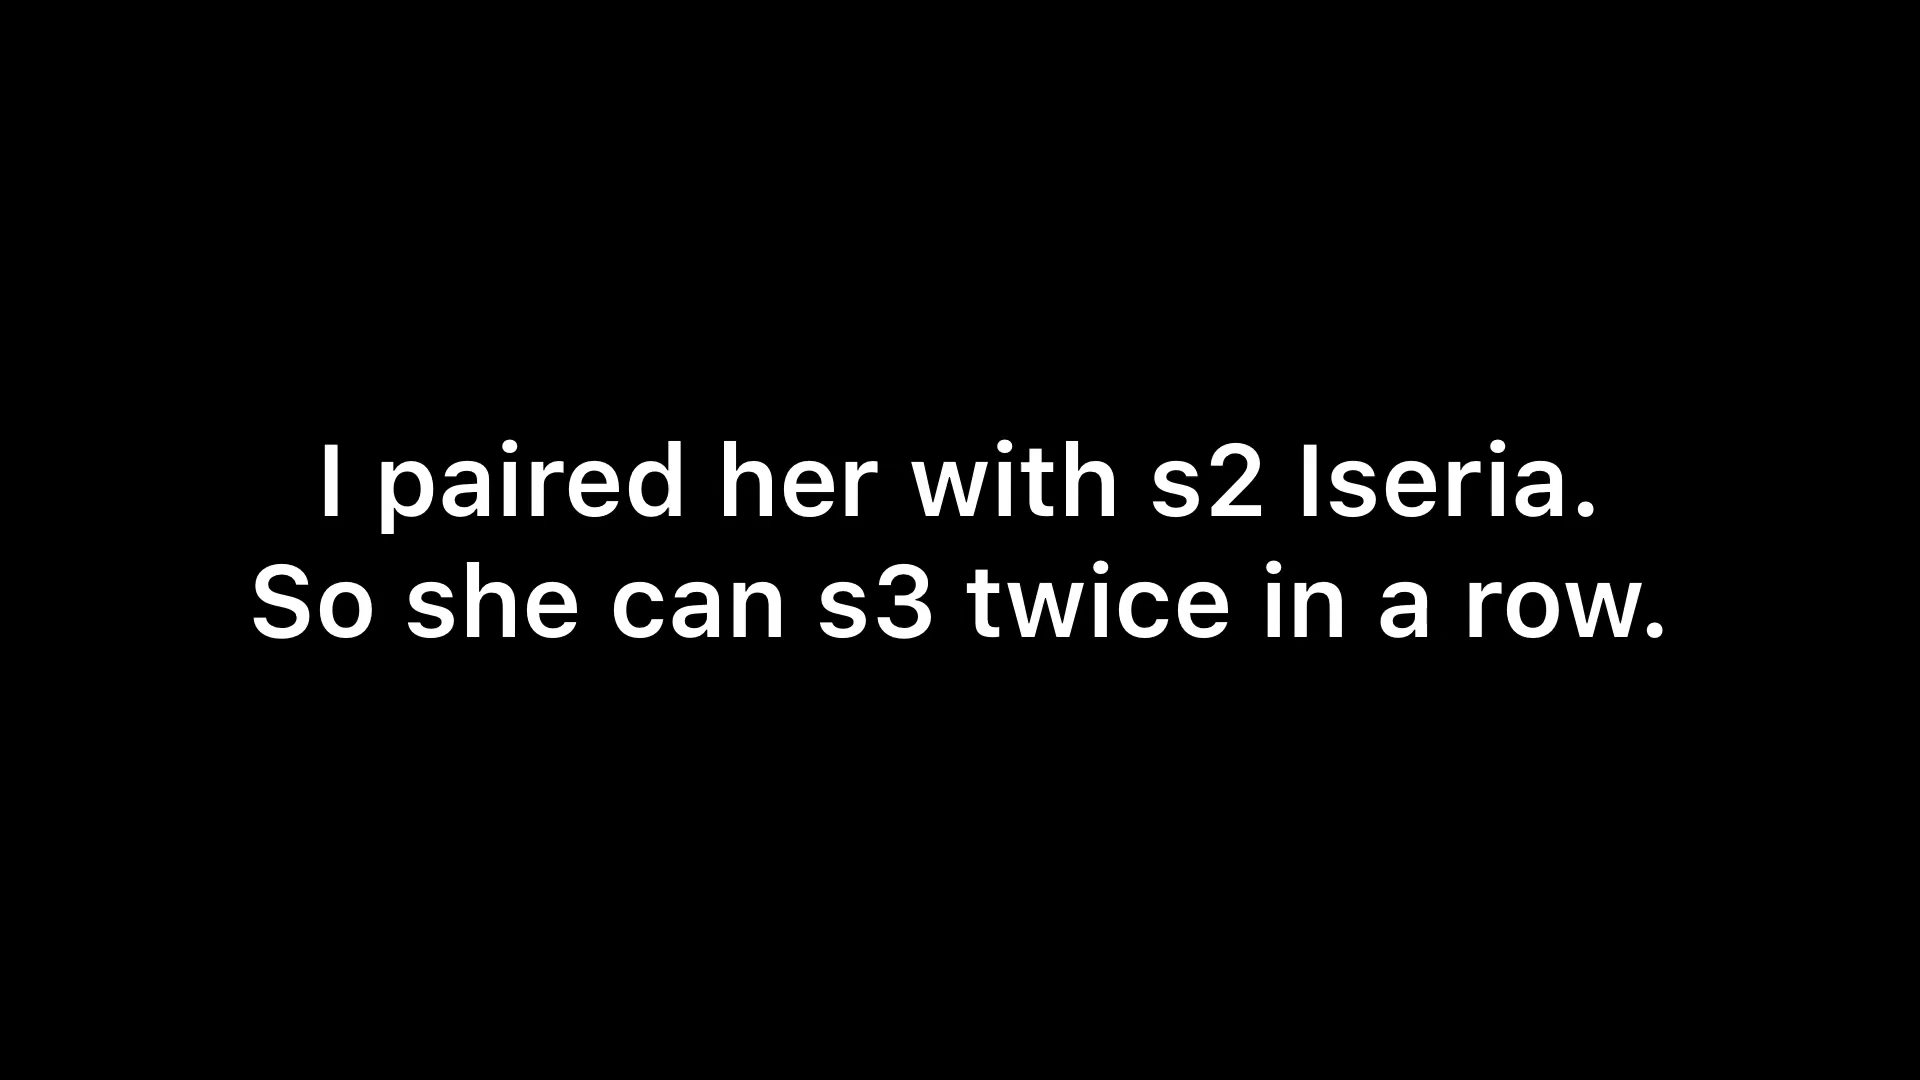 I paired her with s2 Iseria.
So she can s3 twice in a row.